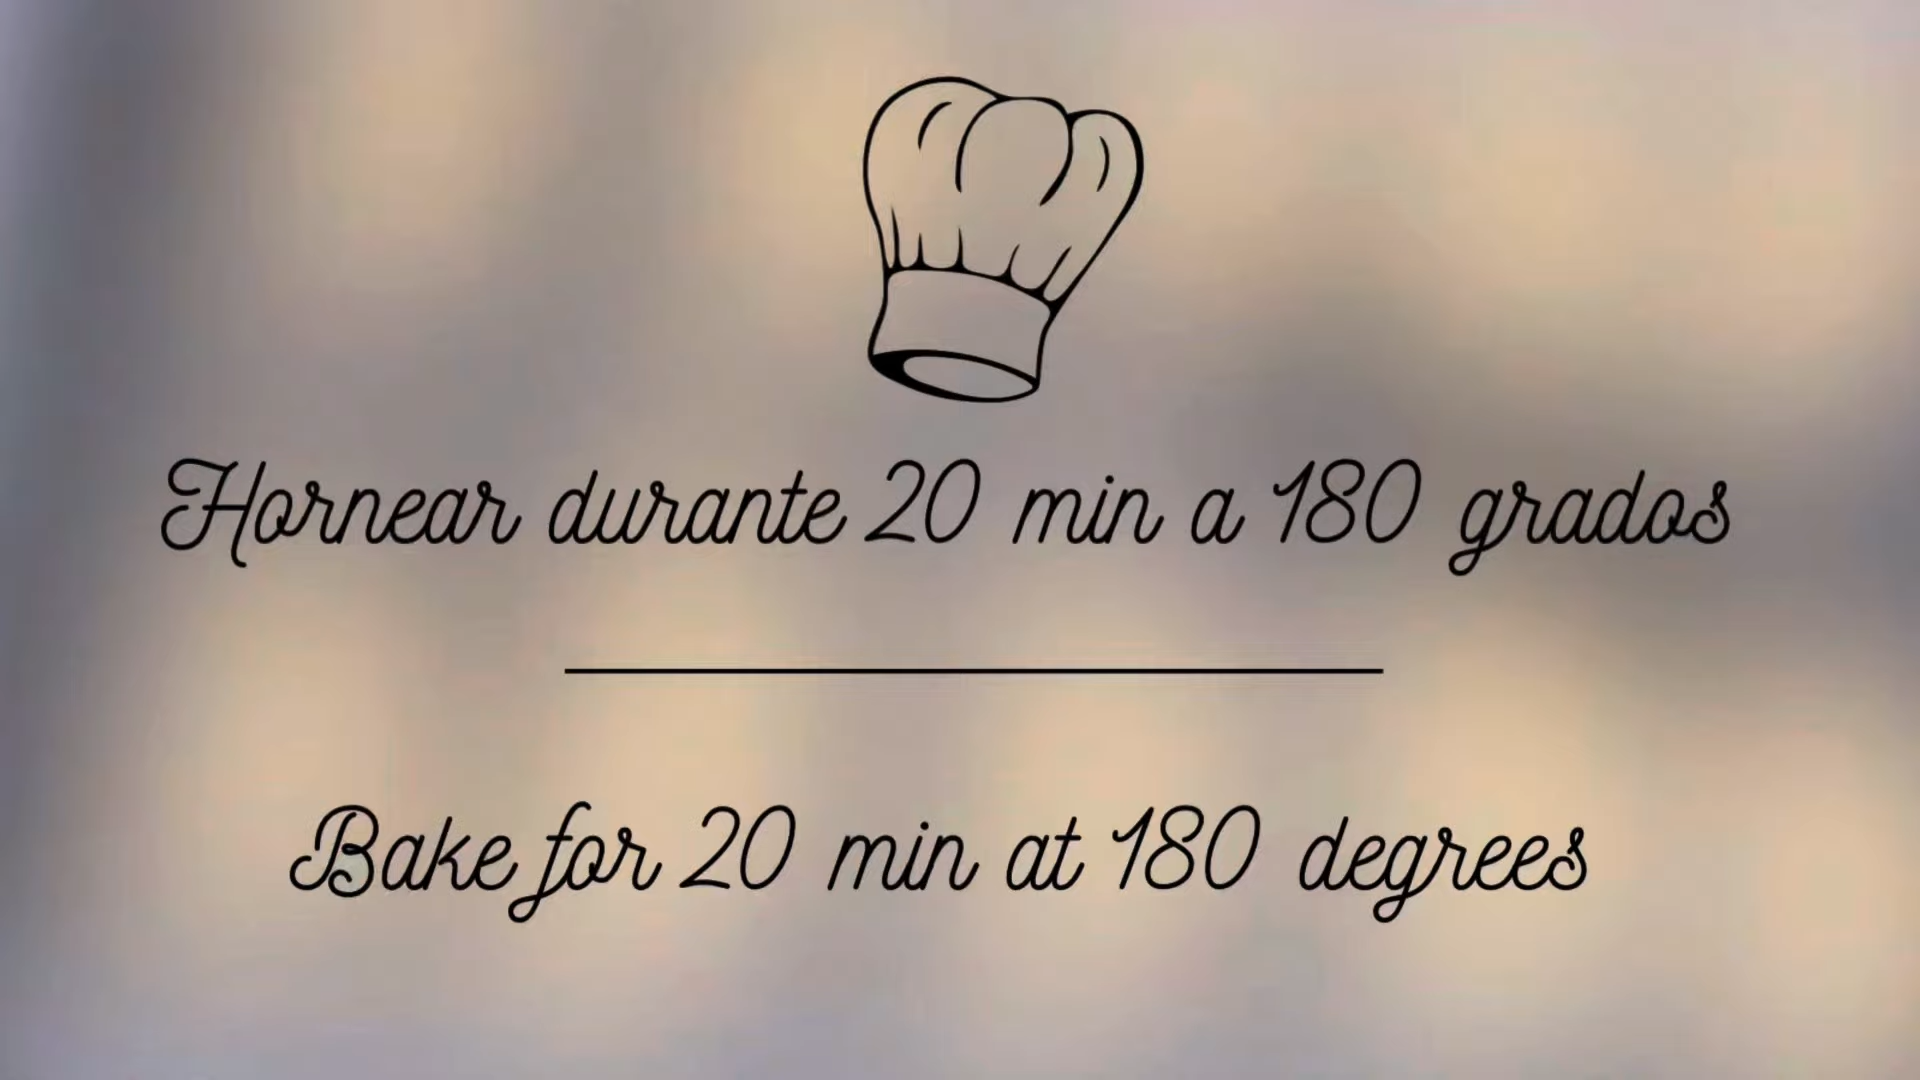 Hornear durante 20 min a 180 grados
Bake for 20 min at 180 degrees